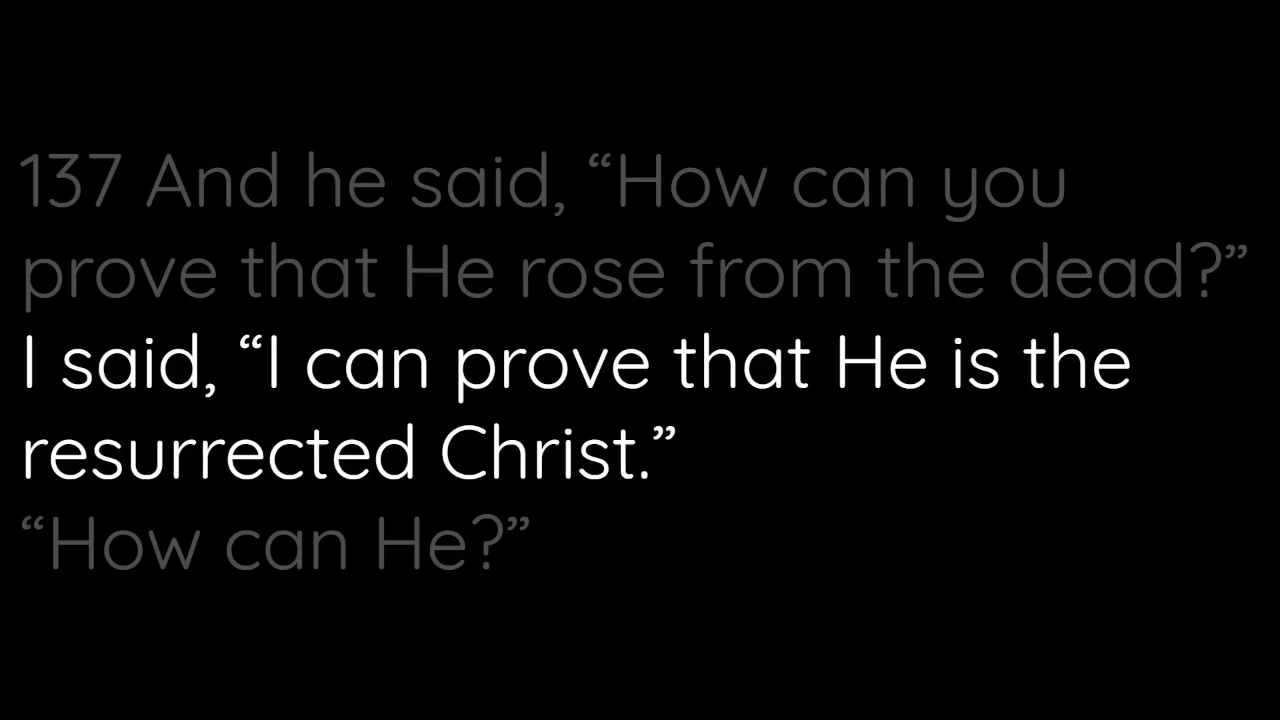 137 And he said, “How can you
prove that He rose from the dead?”
I said, “I can prove that He is the
resurrected Christ.”
“How can He?”